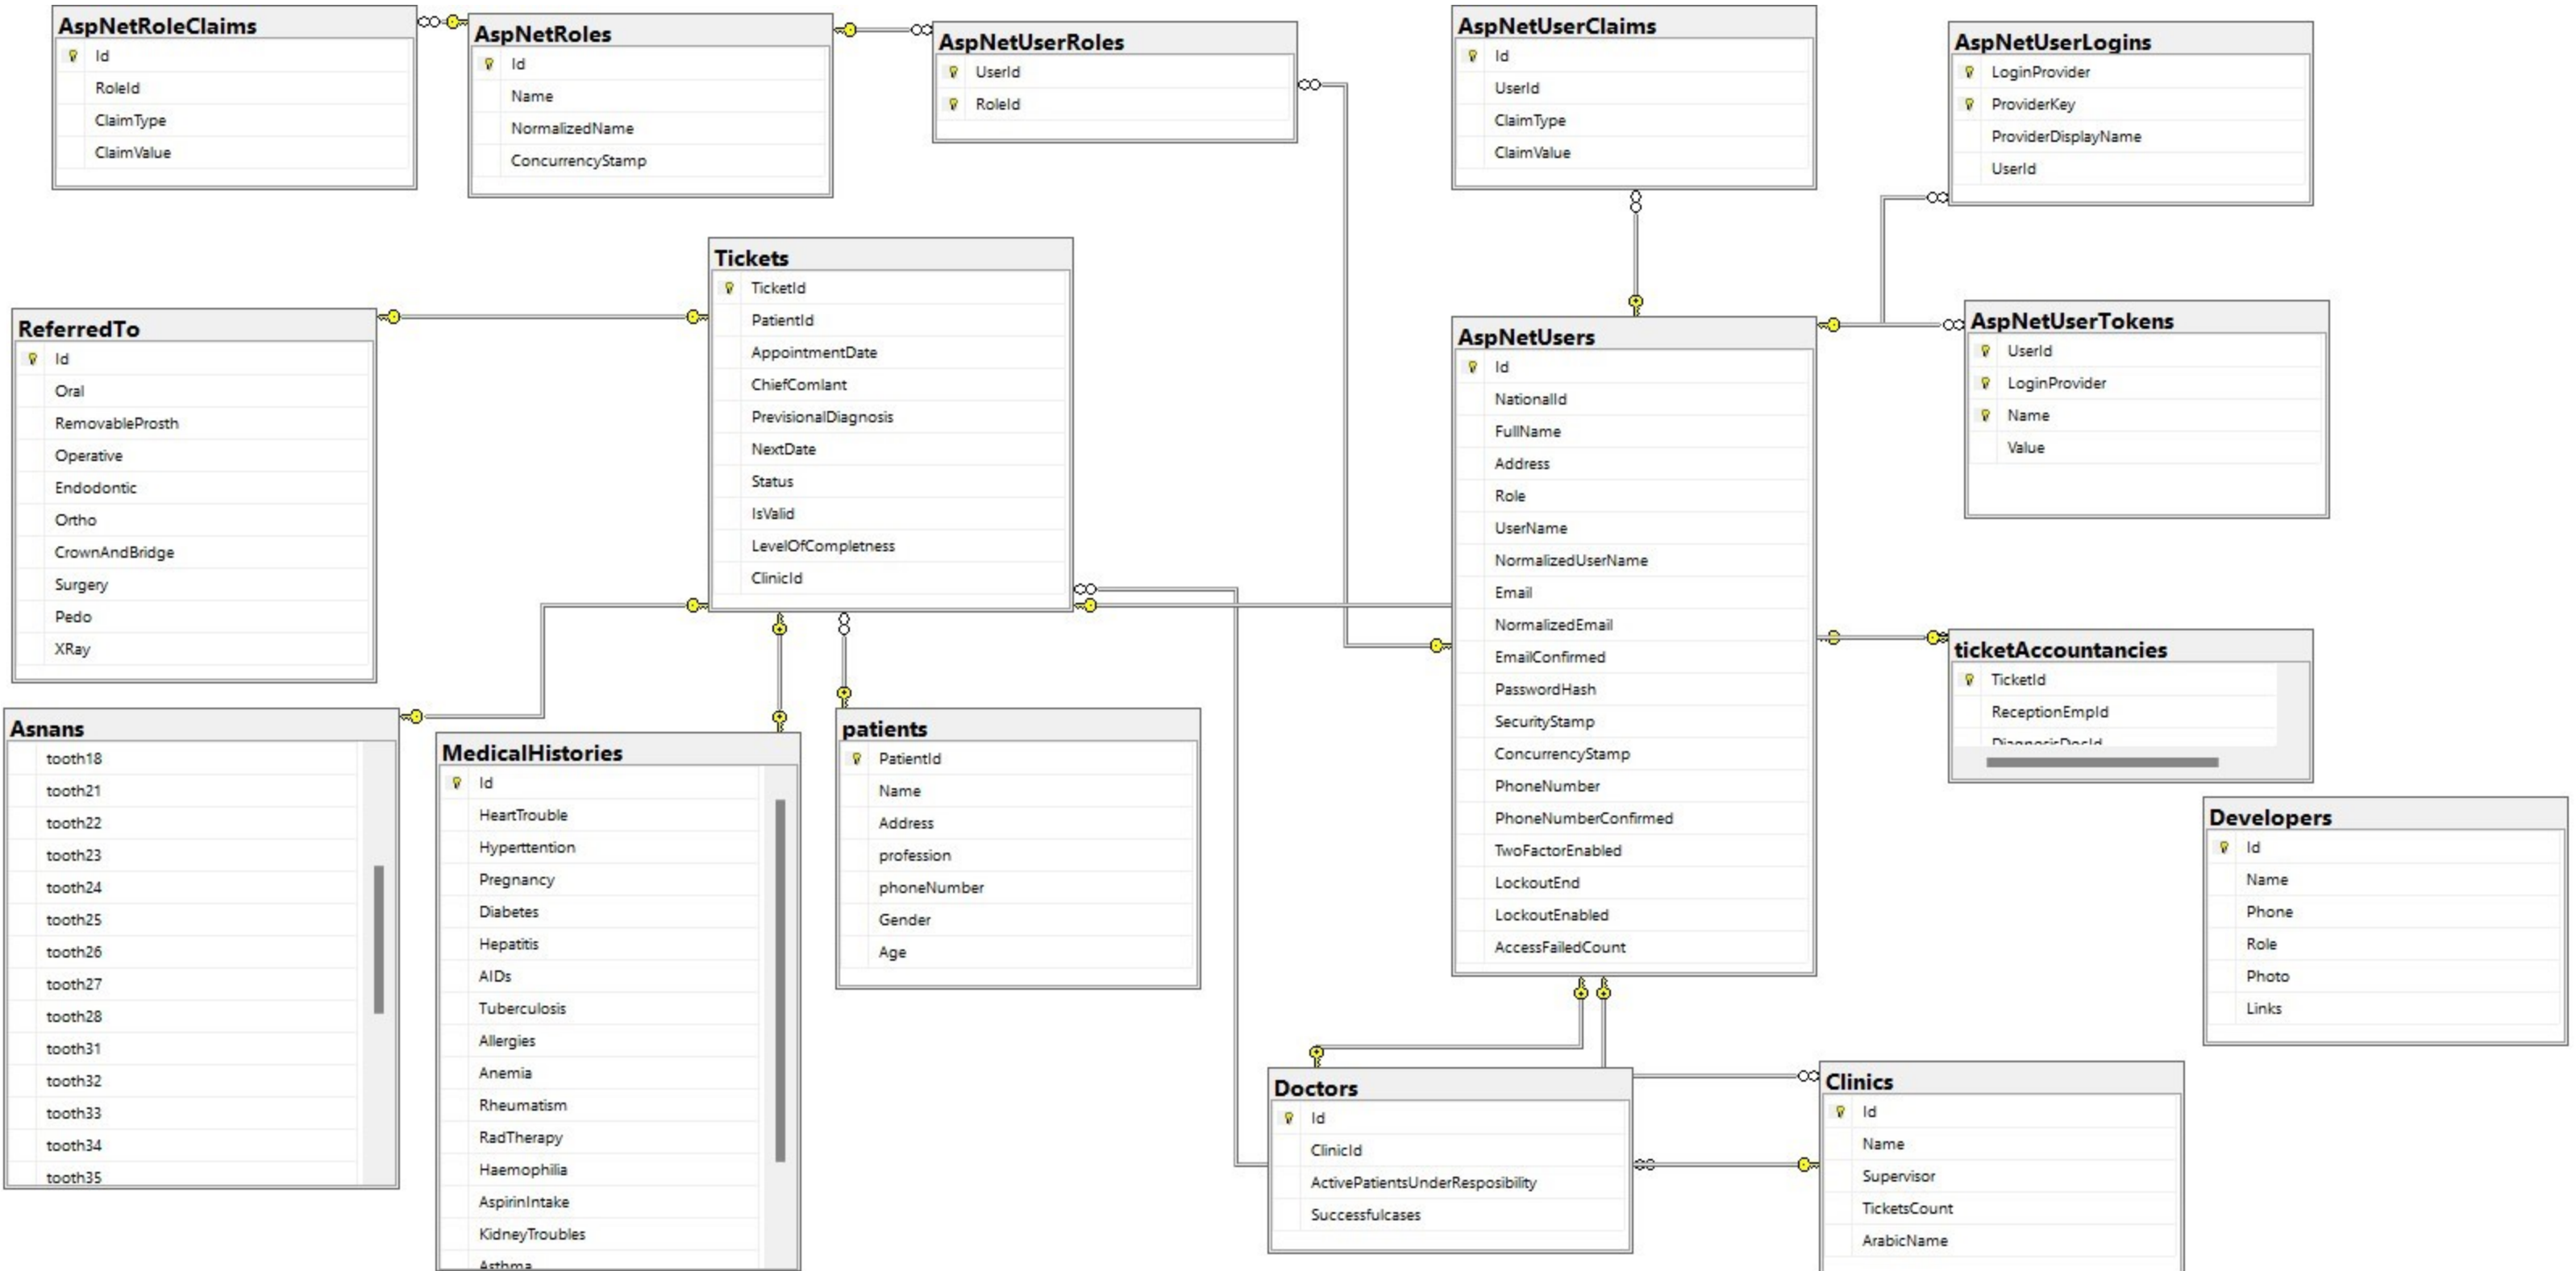 AspNetRoleClaims
Id
RoleId
ClaimType
ClaimValue
AspNetRoles
Id
Name
NormalizedName
ConcurrencyStamp
AspNetUserRoles
UserId
RoleId
AspNetUserClaims
Id
UserId
ClaimType
ClaimValue
AspNetUserLogins
LoginProvider
ProviderKey
ProviderDisplayName
UserId
Tickets
TicketId
PatientId
AppointmentDate
ChiefComlant
PrevisionalDiagnosis
NextDate
Status
IsValid
LevelOfCompletness
ClinicId
ReferredTo
Id
Oral
RemovableProsth
Operative
Endodontic
Ortho
CrownAndBridge
Surgery
Pedo
XRay
AspNetUsers
Id
NationalId
FullName
Address
Role
UserName
NormalizedUserName
Email
NormalizedEmail
EmailConfirmed
PasswordHash
SecurityStamp
ConcurrencyStamp
PhoneNumber
PhoneNumberConfirmed
TwoFactorEnabled
LockoutEnd
LockoutEnabled
AccessFailedCount
AspNetUserTokens
UserId
LoginProvider
Name
Value
ticketAccountancies
TicketId
ReceptionEmpId
DiagnosisDocId
Asnans
tooth18
tooth21
tooth22
tooth23
tooth24
tooth25
tooth26
tooth27
tooth28
tooth31
tooth32
tooth33
tooth34
tooth35
MedicalHistories
Id
HeartTrouble
Hyperttention
Pregnancy
Diabetes
Hepatitis
AIDs
Tuberculosis
Allergies
Anemia
Rheumatism
RadTherapy
Haemophilia
AspirinIntake
KidneyTroubles
Asthma
patients
PatientId
Name
Address
profession
phoneNumber
Gender
Age
Developers
Id
Name
Phone
Role
Photo
Links
Doctors
Id
ClinicId
ActivePatientsUnderResposibility
Successfulcases
Clinics
Id
Name
Supervisor
TicketsCount
ArabicName